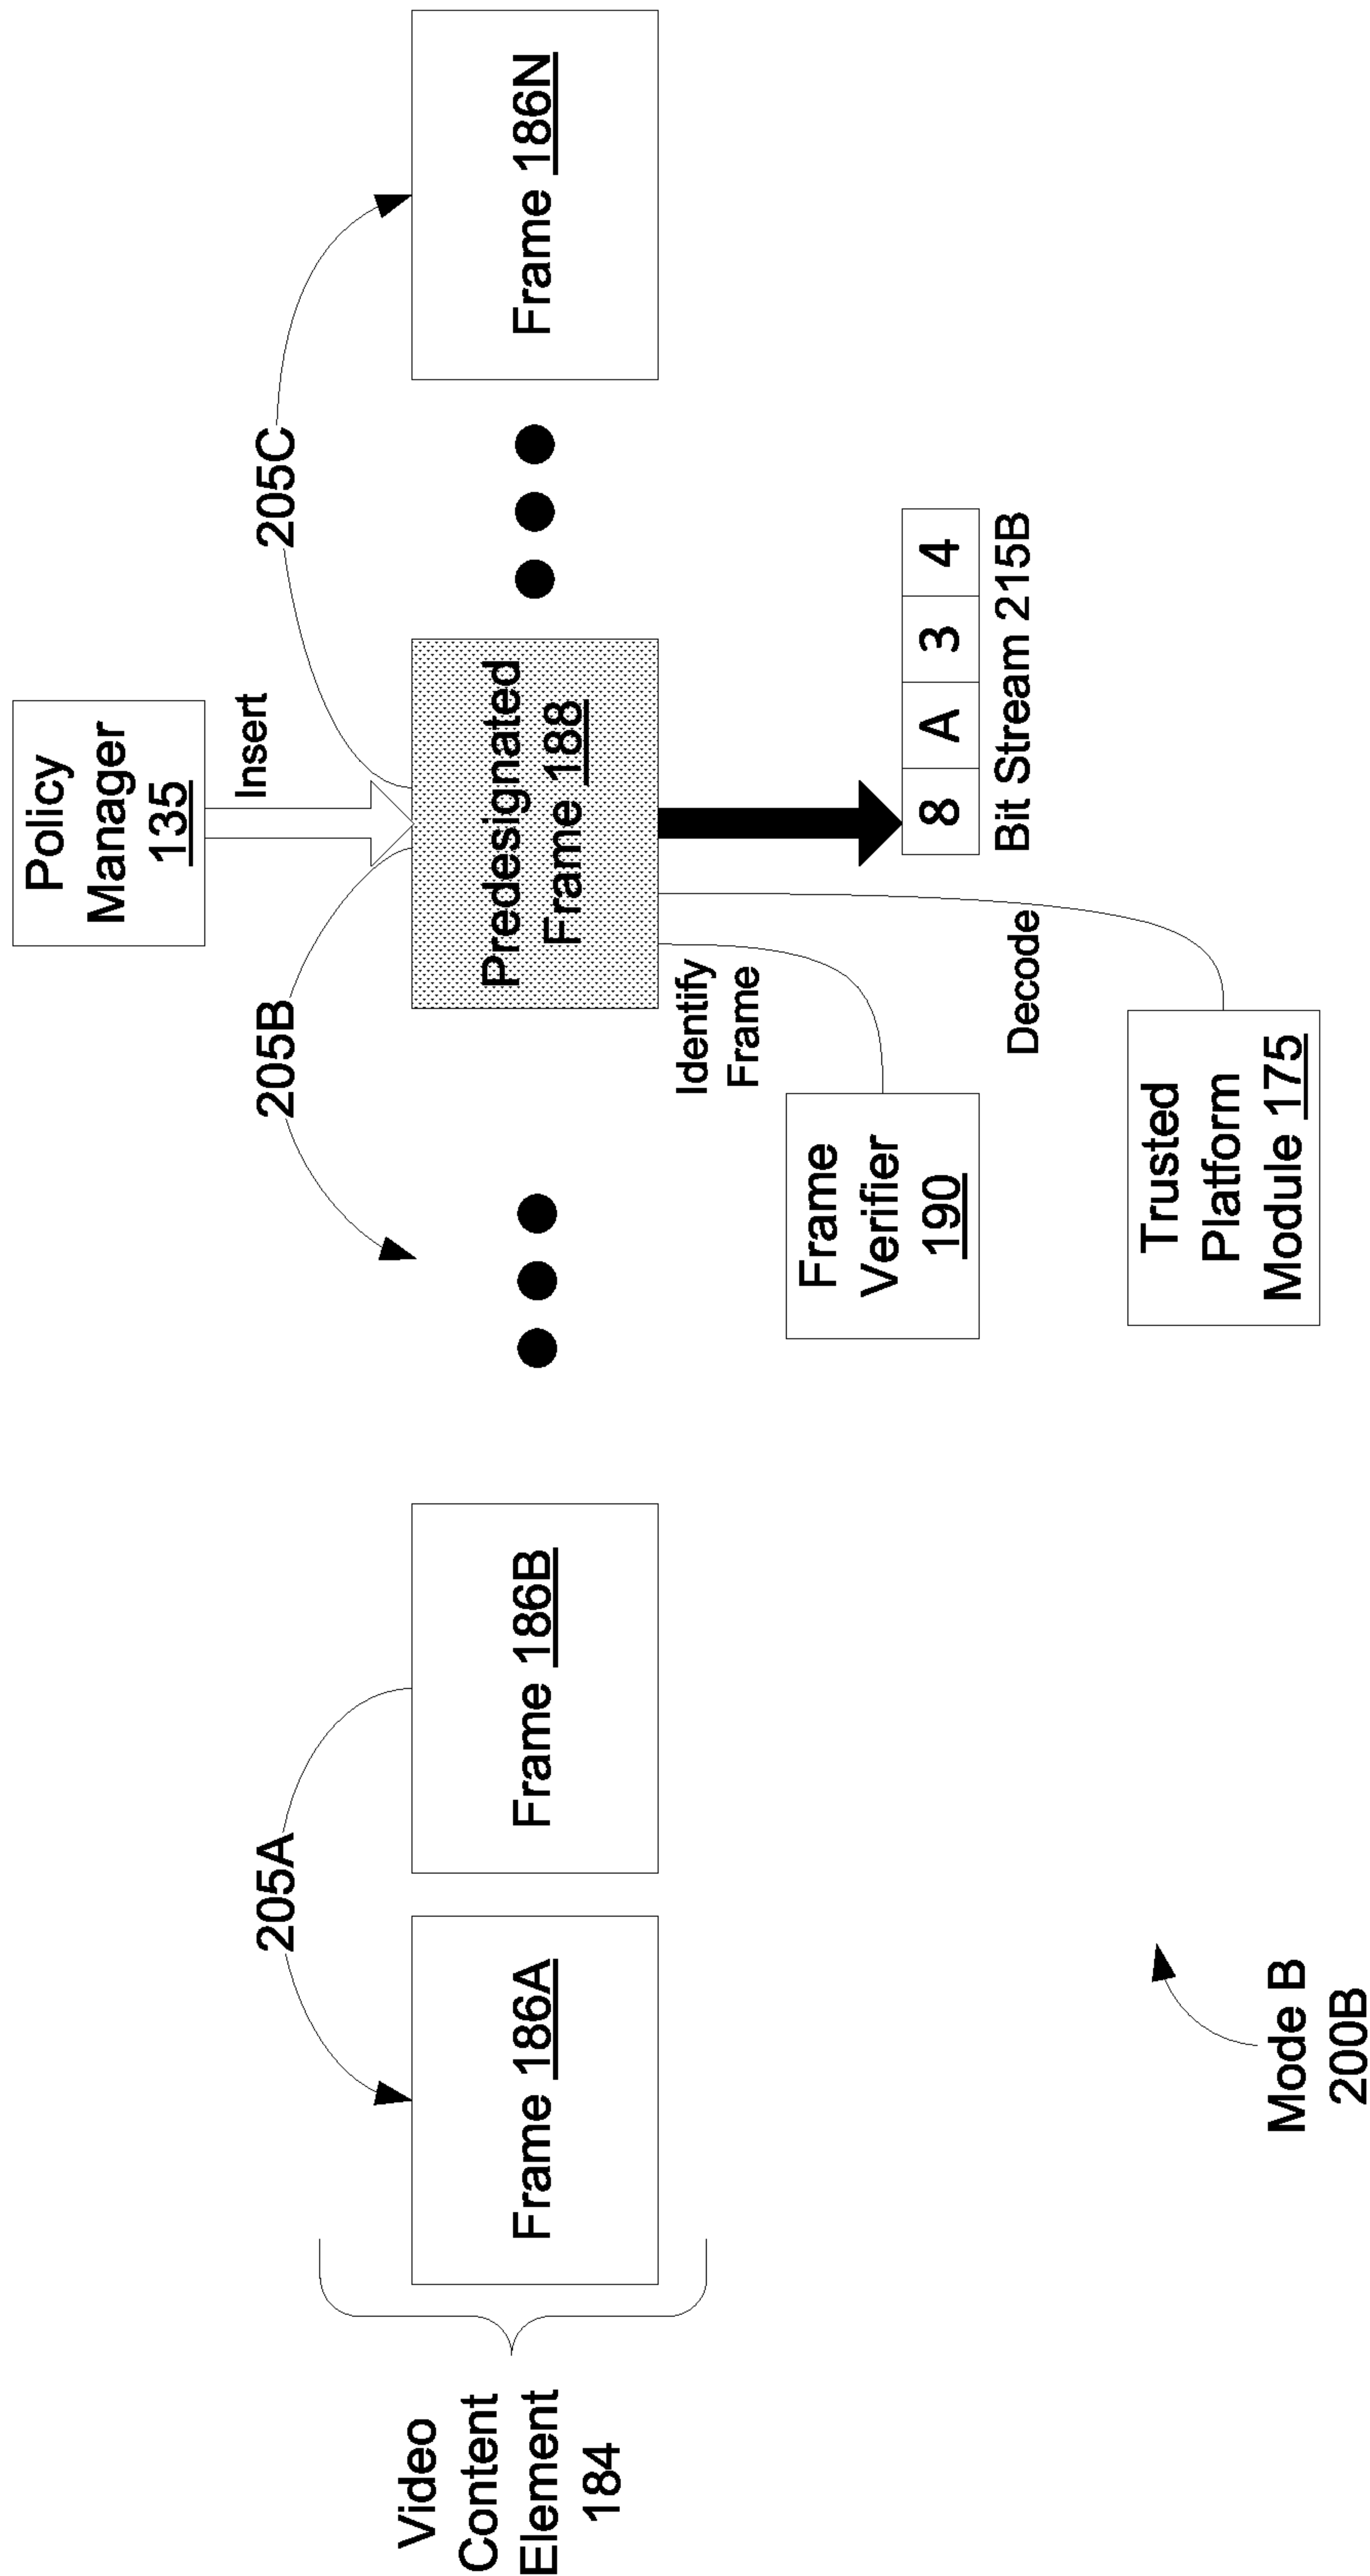 Policy
Manager
135
Insert
205A
205B
205C
Video
Content
Element
184
Frame 186A
Frame 186B
Predesignated
Frame 188
Frame 186N
Identify
Frame
Frame
Verifier
190
8 A 3 4
Bit Stream 215B
Decode
Trusted
Platform
Module 175
Mode B
200B